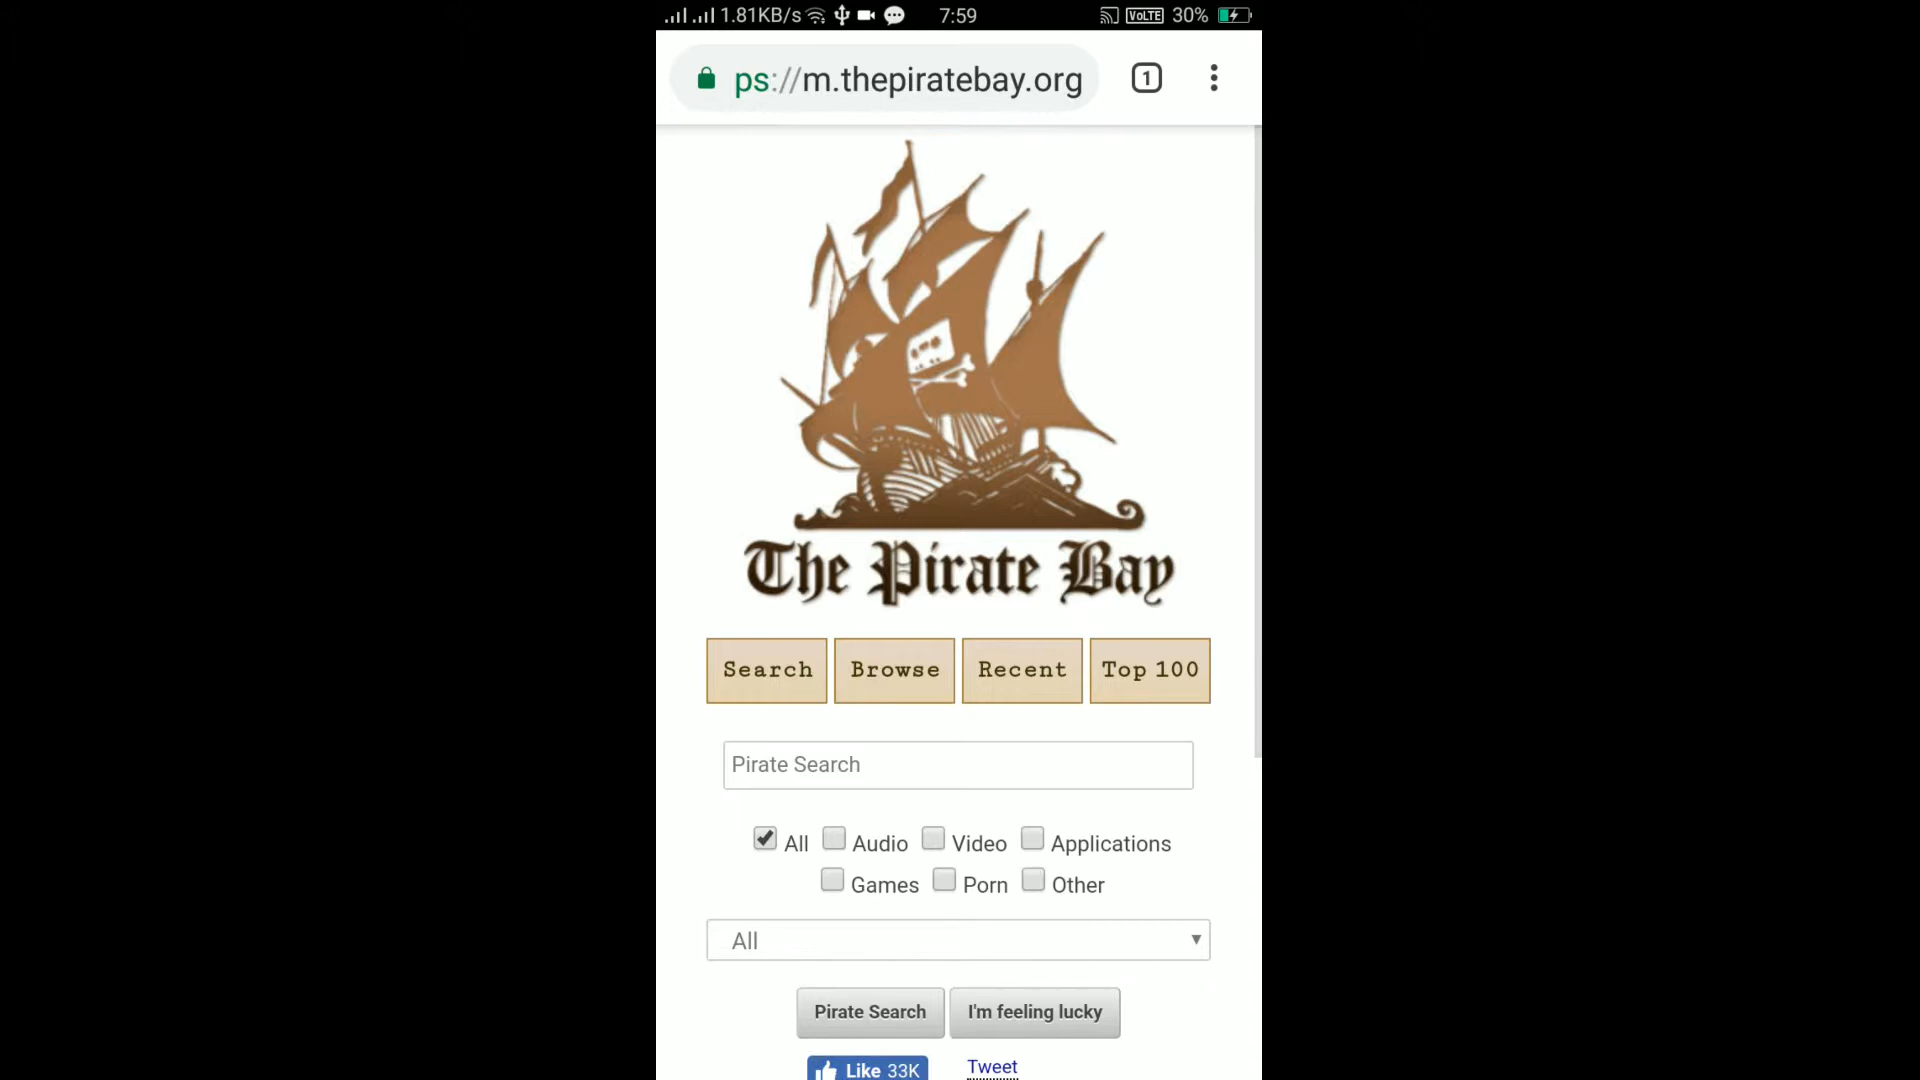 1.81KB/s 7:59 VoLTE 30%
ps://m.thepiratebay.org 1
The Pirate Bay
Search Browse Recent Top 100
Pirate Search
All Audio Video Applications
Games Porn Other
All
Pirate Search I'm feeling lucky
Like 33K Tweet